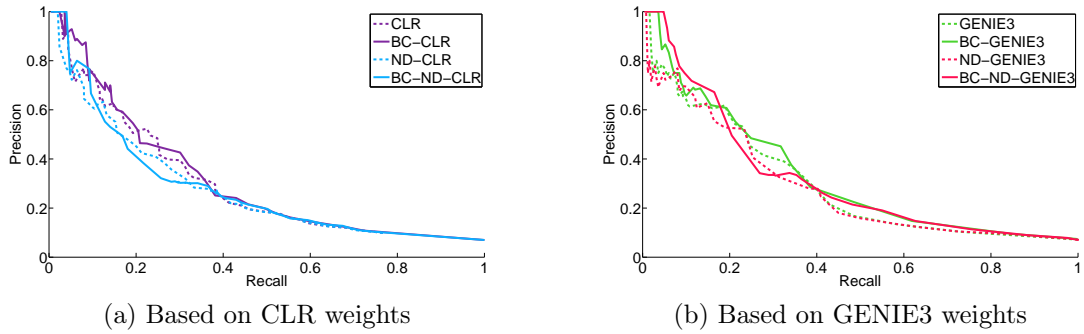 CLR
BC−CLR
ND−CLR
BC−ND−CLR
Precision
1
0.8
0.6
0.4
0.2
0
0 0.2 0.4 0.6 0.8 1
Recall
(a) Based on CLR weights
GENIE3
BC−GENIE3
ND−GENIE3
BC−ND−GENIE3
Precision
1
0.8
0.6
0.4
0.2
0
0 0.2 0.4 0.6 0.8 1
Recall
(b) Based on GENIE3 weights